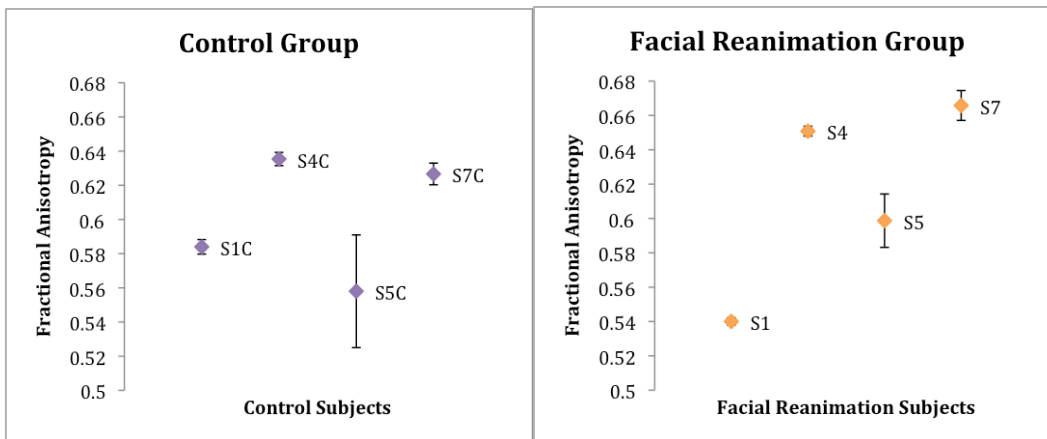 Control Group
Fractional Anisotropy
0.68
0.66
0.64
0.62
0.6
0.58
0.56
0.54
0.52
0.5
S4C
S7C
S1C
S5C
Control Subjects
Facial Reanimation Group
Fractional Anisotropy
0.68
0.66
0.64
0.62
0.6
0.58
0.56
0.54
0.52
0.5
S7
S4
S5
S1
Facial Reanimation Subjects